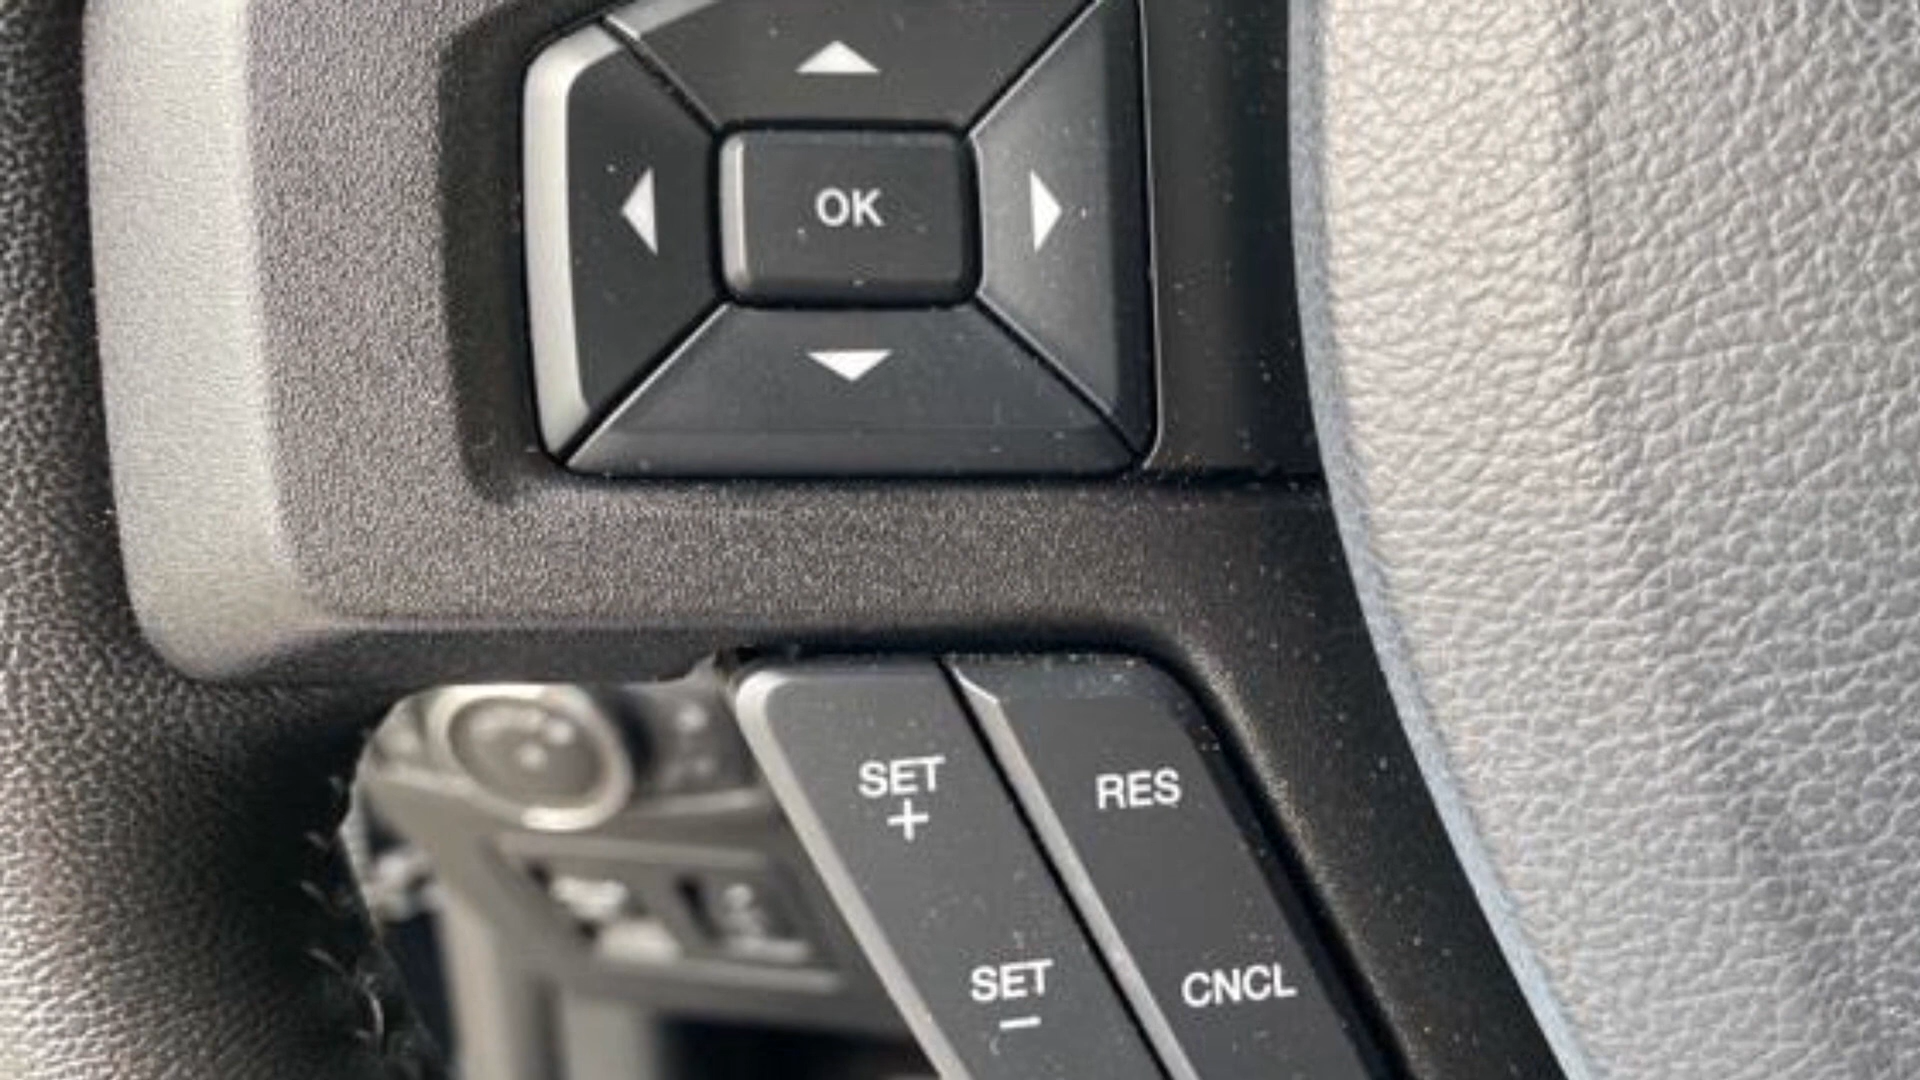 OK
SET
+
RES
SET
−
CNCL